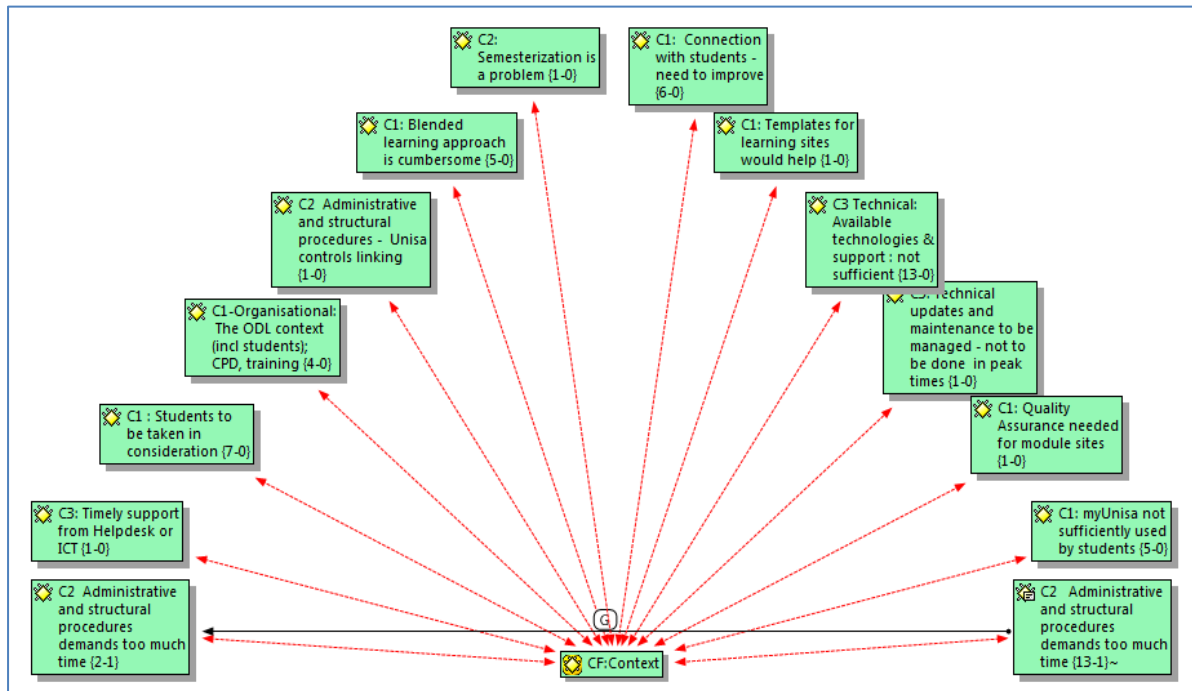 C2:
Semesterization is
a problem {1-0}
C1: Connection
with students -
need to improve
{6-0}
C1: Blended
learning approach
is cumbersome {5-0}
C1: Templates for
learning sites
would help {1-0}
C2 Administrative
and structural
procedures - Unisa
controls linking
{1-0}
C3 Technical:
Available
technologies &
support : not
sufficient {13-0}
C1-Organisational:
The ODL context
(incl students);
CPD, training {4-0}
C3: Technical
updates and
maintenance to be
managed - not to
be done in peak
times {1-0}
C1 : Students to
be taken in
consideration {7-0}
C1: Quality
Assurance needed
for module sites
{1-0}
C3: Timely support
from Helpdesk or
ICT {1-0}
C1: myUnisa not
sufficiently used
by students {5-0}
C2 Administrative
and structural
procedures
demands too much
time {2-1}
G
CF:Context
C2 Administrative
and structural
procedures
demands too much
time {13-1}~